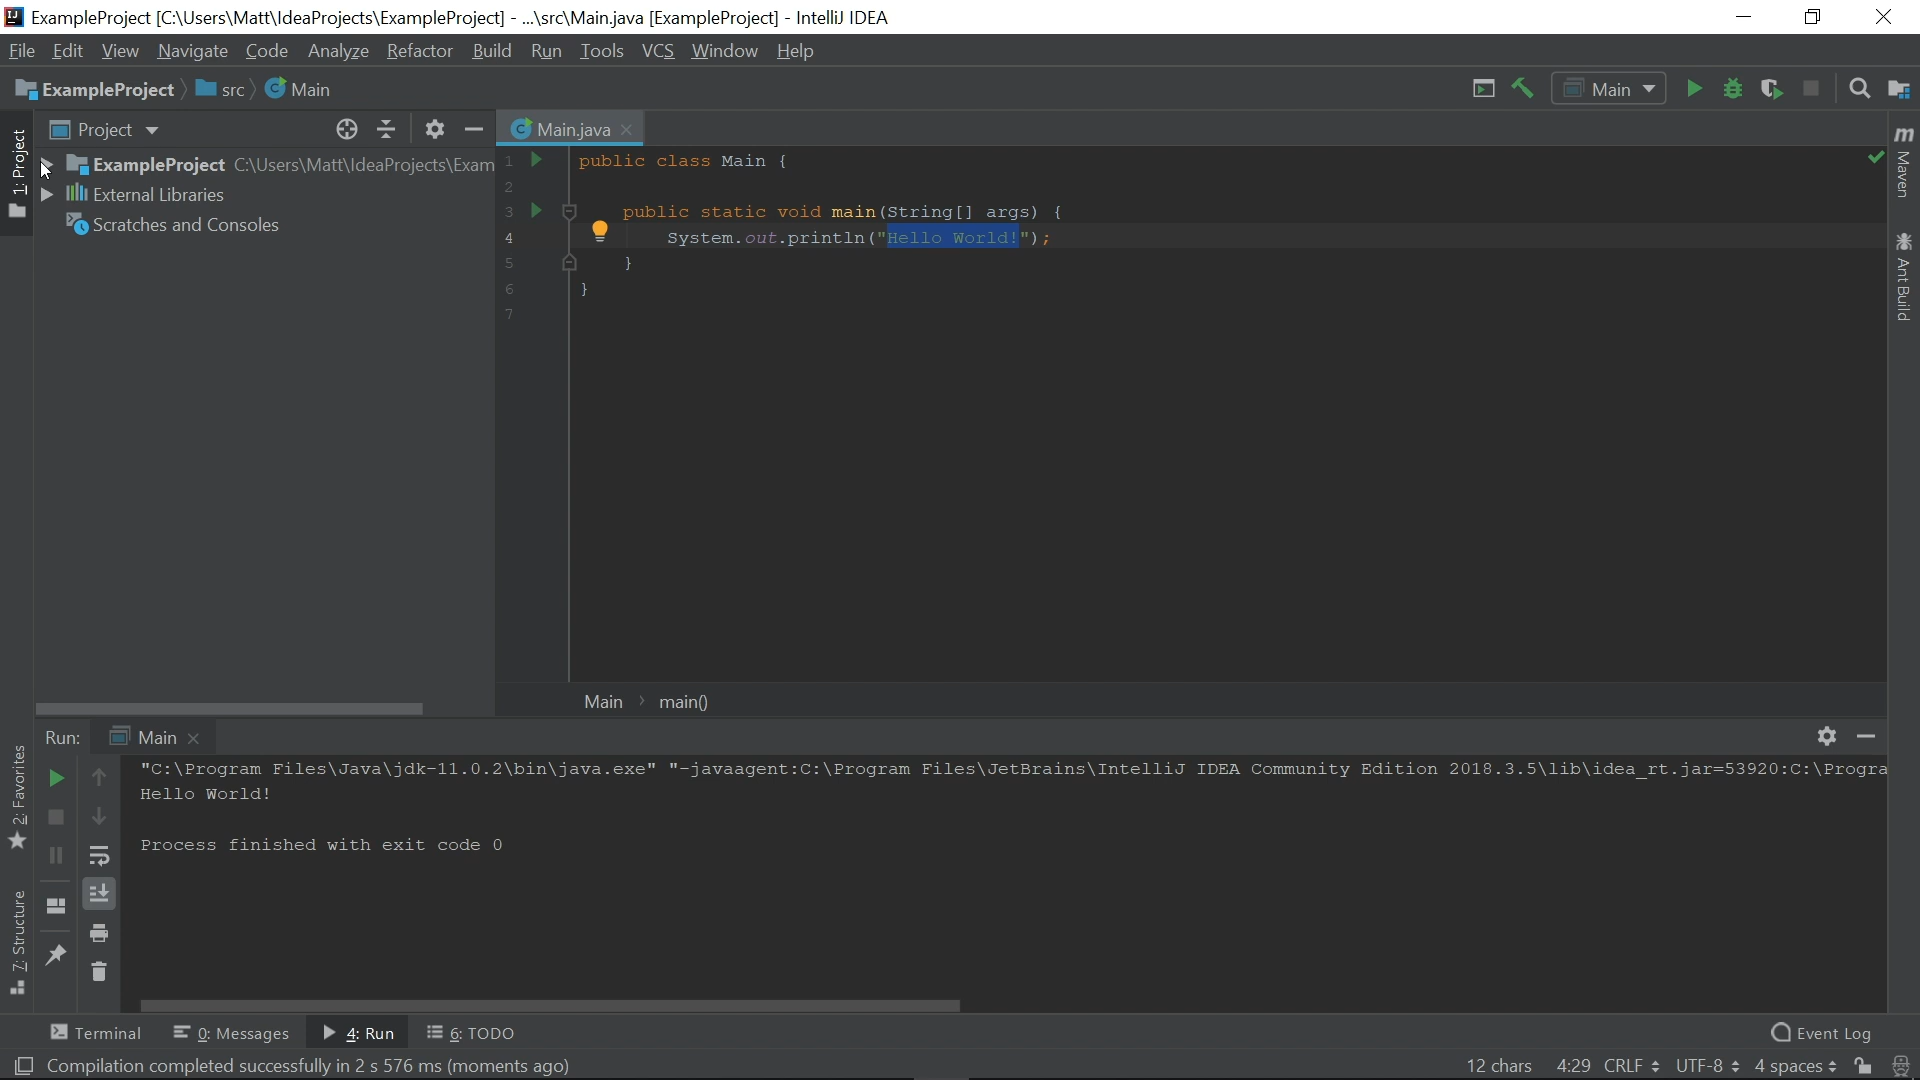 ExampleProject [C:\Users\Matt\IdeaProjects\ExampleProject] - ...\src\Main.java [ExampleProject] - IntelliJ IDEA
File Edit View Navigate Code Analyze Refactor Build Run Tools VCS Window Help
ExampleProject src Main
Main
1: Project
Project
Main.java
ExampleProject C:\Users\Matt\IdeaProjects\Exam
External Libraries
Scratches and Consoles
1 public class Main {
2
3 public static void main(String[] args) {
4 System.out.println("Hello World!");
5 }
6 }
7
Maven
Ant Build
Main > main()
Run: Main
"C:\Program Files\Java\jdk-11.0.2\bin\java.exe" "-javaagent:C:\Program Files\JetBrains\IntelliJ IDEA Community Edition 2018.3.5\lib\idea_rt.jar=53920:C:\Progra
Hello World!
Process finished with exit code 0
2: Favorites
7: Structure
Terminal 0: Messages 4: Run 6: TODO Event Log
Compilation completed successfully in 2 s 576 ms (moments ago) 12 chars 4:29 CRLF UTF-8 4 spaces